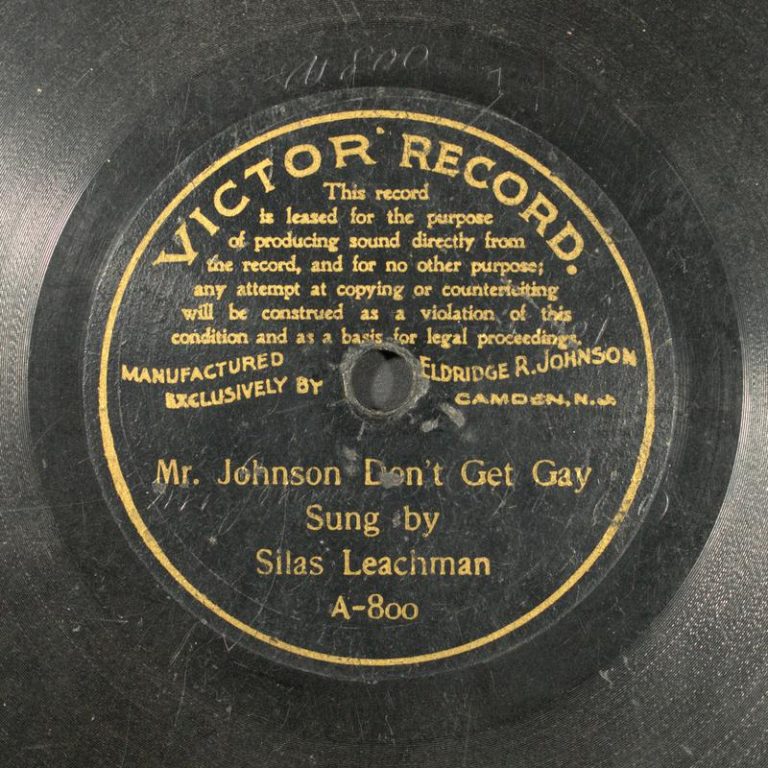 VICTOR RECORD.
This record
is leased for the purpose
of producing sound directly from
the record, and for no other purpose;
any attempt at copying or counterfeiting
will be construed as a violation of this
condition and as a basis for legal proceedings.
MANUFACTURED
EXCLUSIVELY BY
ELDRIDGE R. JOHNSON
CAMDEN, N.J.
Mr. Johnson Don't Get Gay
Sung by
Silas Leachman
A-800